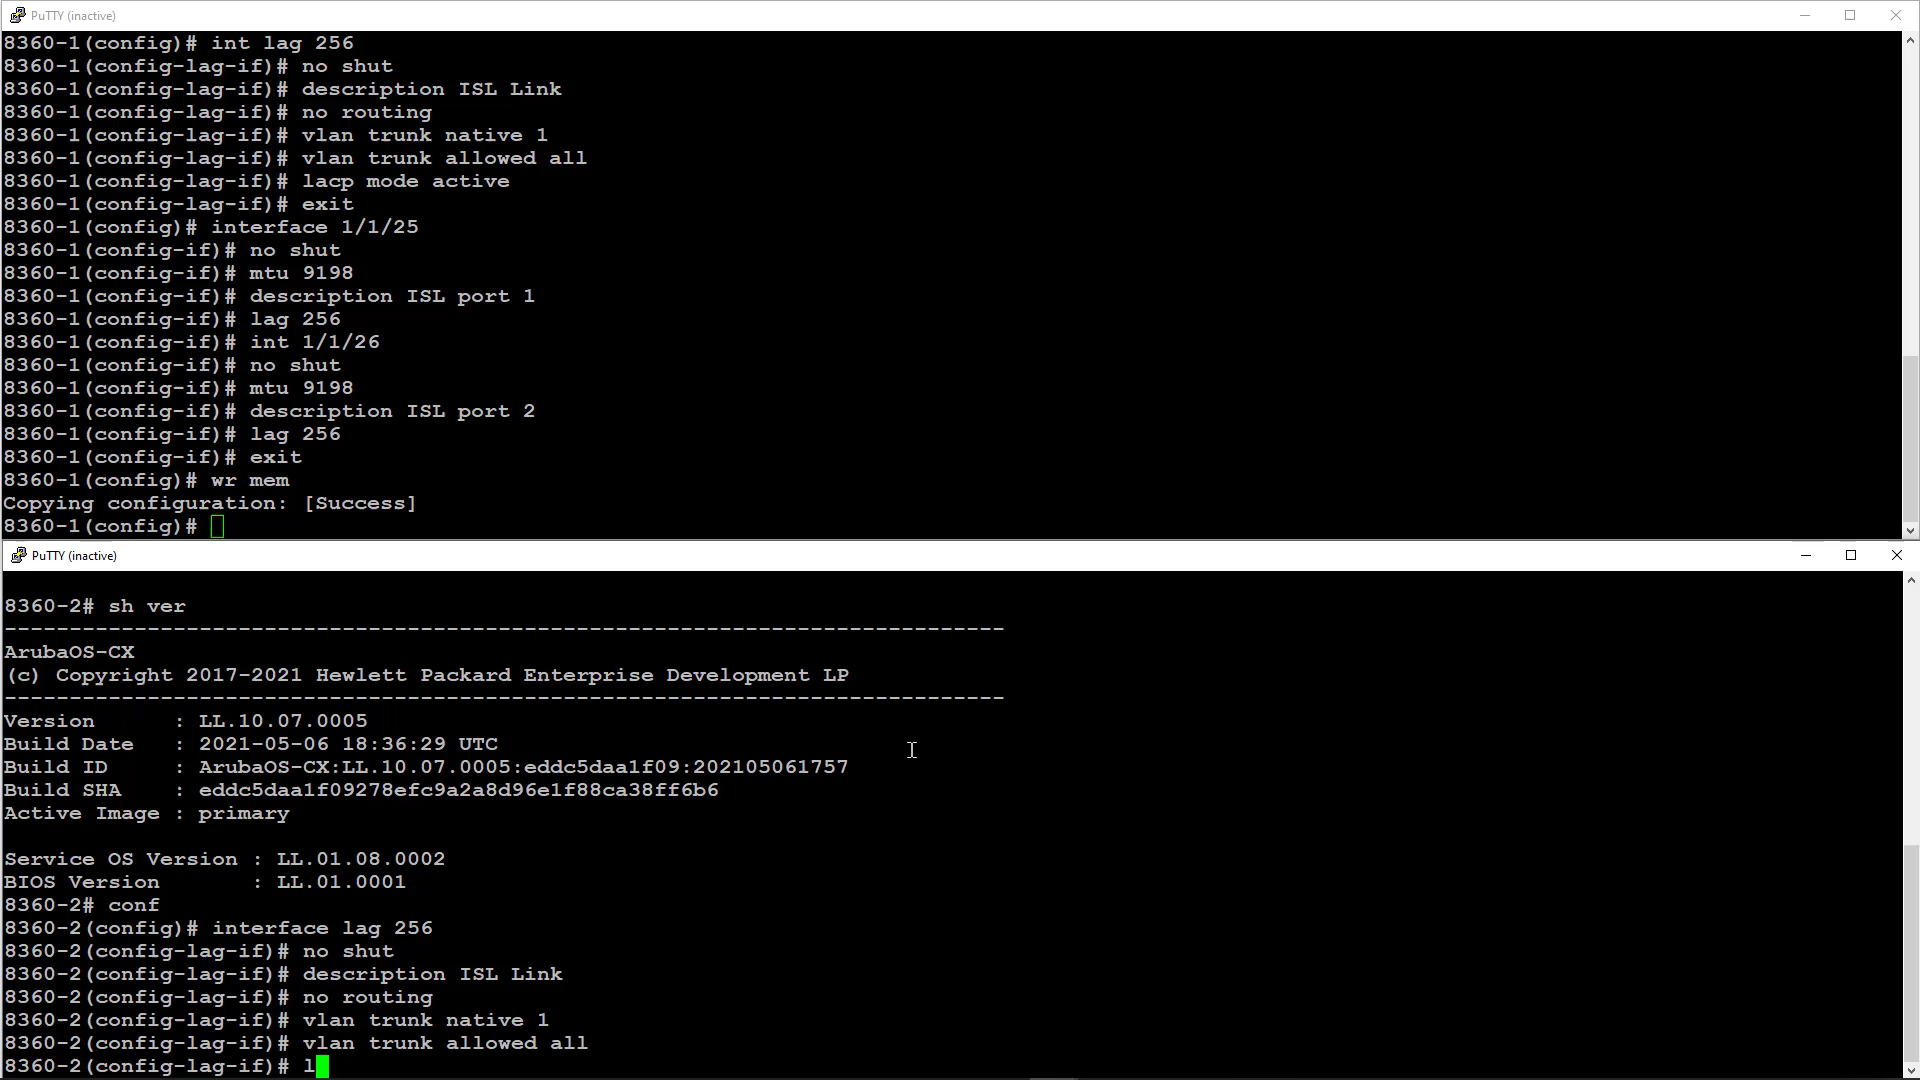 PuTTY (inactive)
8360-1(config)# int lag 256
8360-1(config-lag-if)# no shut
8360-1(config-lag-if)# description ISL Link
8360-1(config-lag-if)# no routing
8360-1(config-lag-if)# vlan trunk native 1
8360-1(config-lag-if)# vlan trunk allowed all
8360-1(config-lag-if)# lacp mode active
8360-1(config-lag-if)# exit
8360-1(config)# interface 1/1/25
8360-1(config-if)# no shut
8360-1(config-if)# mtu 9198
8360-1(config-if)# description ISL port 1
8360-1(config-if)# lag 256
8360-1(config-if)# int 1/1/26
8360-1(config-if)# no shut
8360-1(config-if)# mtu 9198
8360-1(config-if)# description ISL port 2
8360-1(config-if)# lag 256
8360-1(config-if)# exit
8360-1(config)# wr mem
Copying configuration: [Success]
8360-1(config)#
PuTTY (inactive)
8360-2# sh ver
-----------------------------------------------------------------------------
ArubaOS-CX
(c) Copyright 2017-2021 Hewlett Packard Enterprise Development LP
-----------------------------------------------------------------------------
Version      : LL.10.07.0005
Build Date   : 2021-05-06 18:36:29 UTC
Build ID     : ArubaOS-CX:LL.10.07.0005:eddc5daa1f09:202105061757
Build SHA    : eddc5daa1f09278efc9a2a8d96e1f88ca38ff6b6
Active Image : primary
Service OS Version : LL.01.08.0002
BIOS Version       : LL.01.0001
8360-2# conf
8360-2(config)# interface lag 256
8360-2(config-lag-if)# no shut
8360-2(config-lag-if)# description ISL Link
8360-2(config-lag-if)# no routing
8360-2(config-lag-if)# vlan trunk native 1
8360-2(config-lag-if)# vlan trunk allowed all
8360-2(config-lag-if)# l